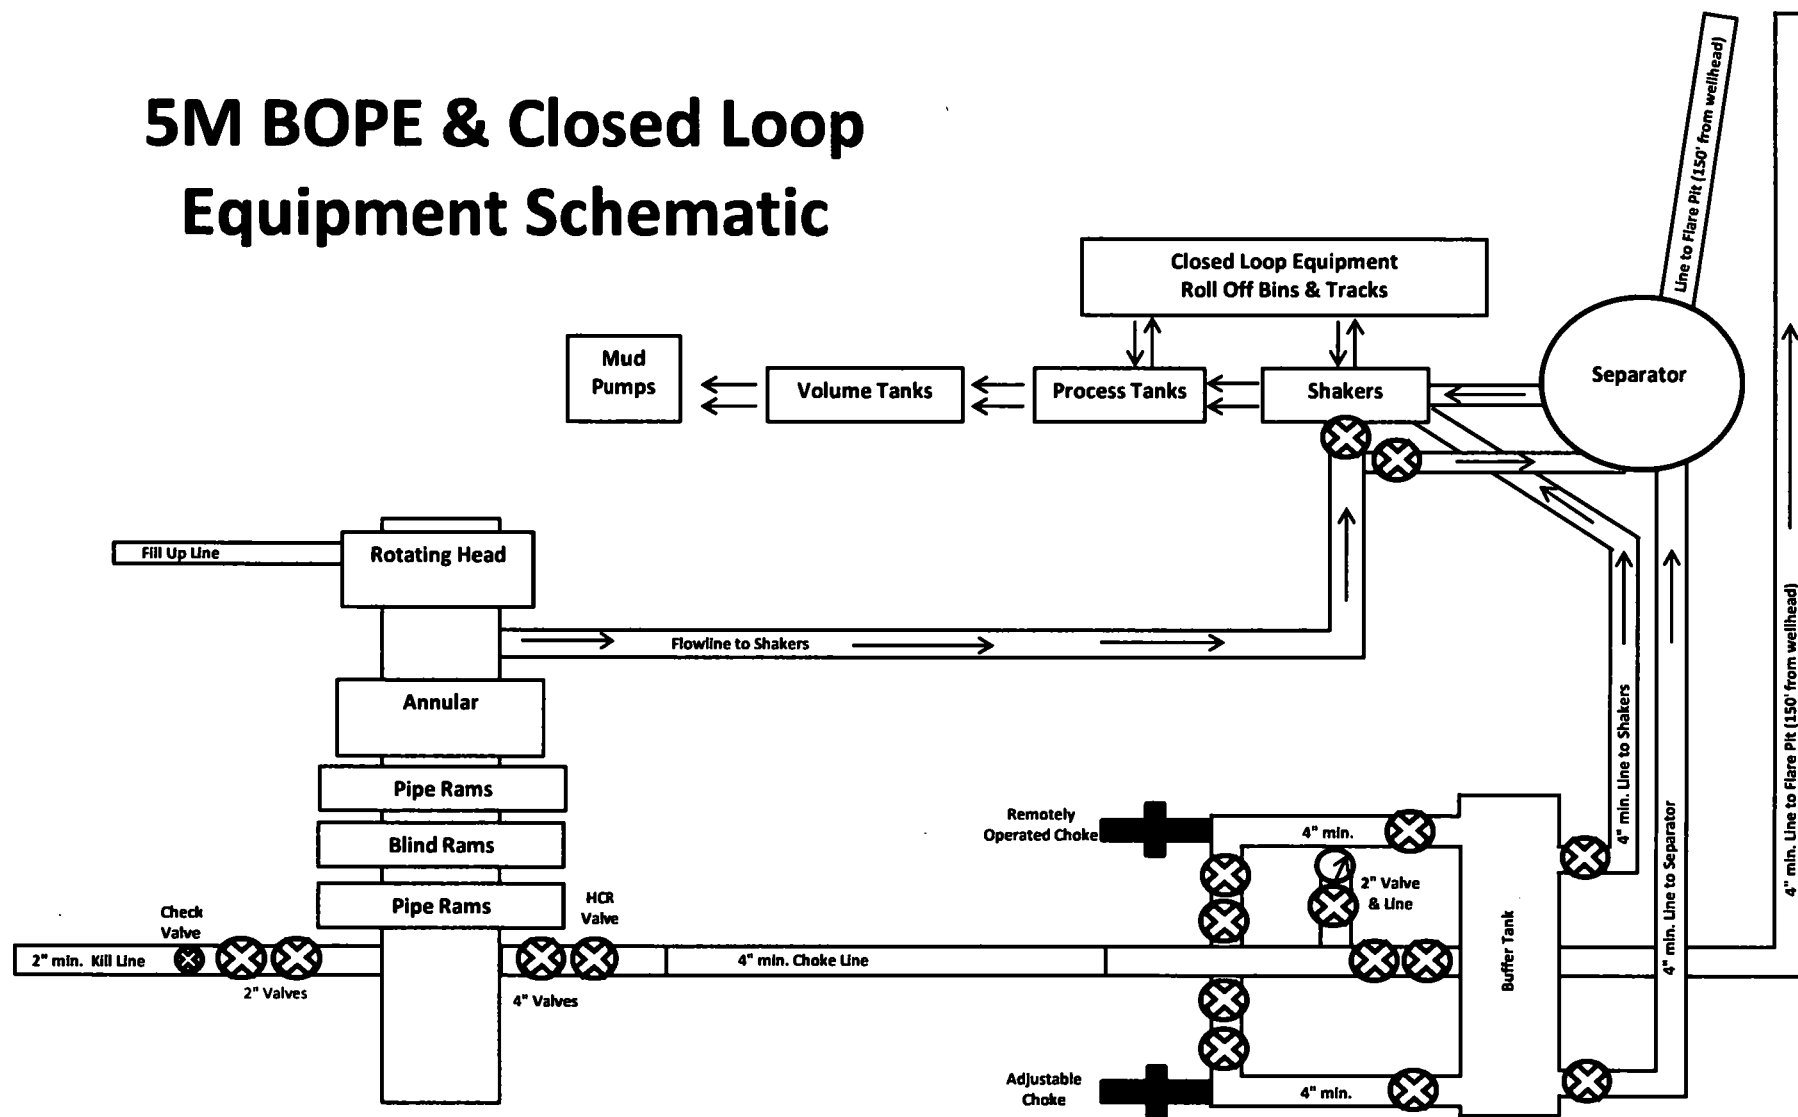 5M BOPE & Closed Loop
Equipment Schematic
Line to Flare Pit (150' from wellhead)
Closed Loop Equipment
Roll Off Bins & Tracks
Mud
Pumps
Volume Tanks
Process Tanks
Shakers
Separator
Fill Up Line
Rotating Head
Flowline to Shakers
Annular
Pipe Rams
Blind Rams
Pipe Rams
Check
Valve
HCR
Valve
2" min. Kill Line
2" Valves
4" Valves
4" min. Choke Line
Remotely
Operated Choke
4" min.
2" Valve
& Line
Adjustable
Choke
4" min.
Buffer Tank
4" min. Line to Shakers
4" min. Line to Separator
4" min. Line to Flare Pit (150' from wellhead)